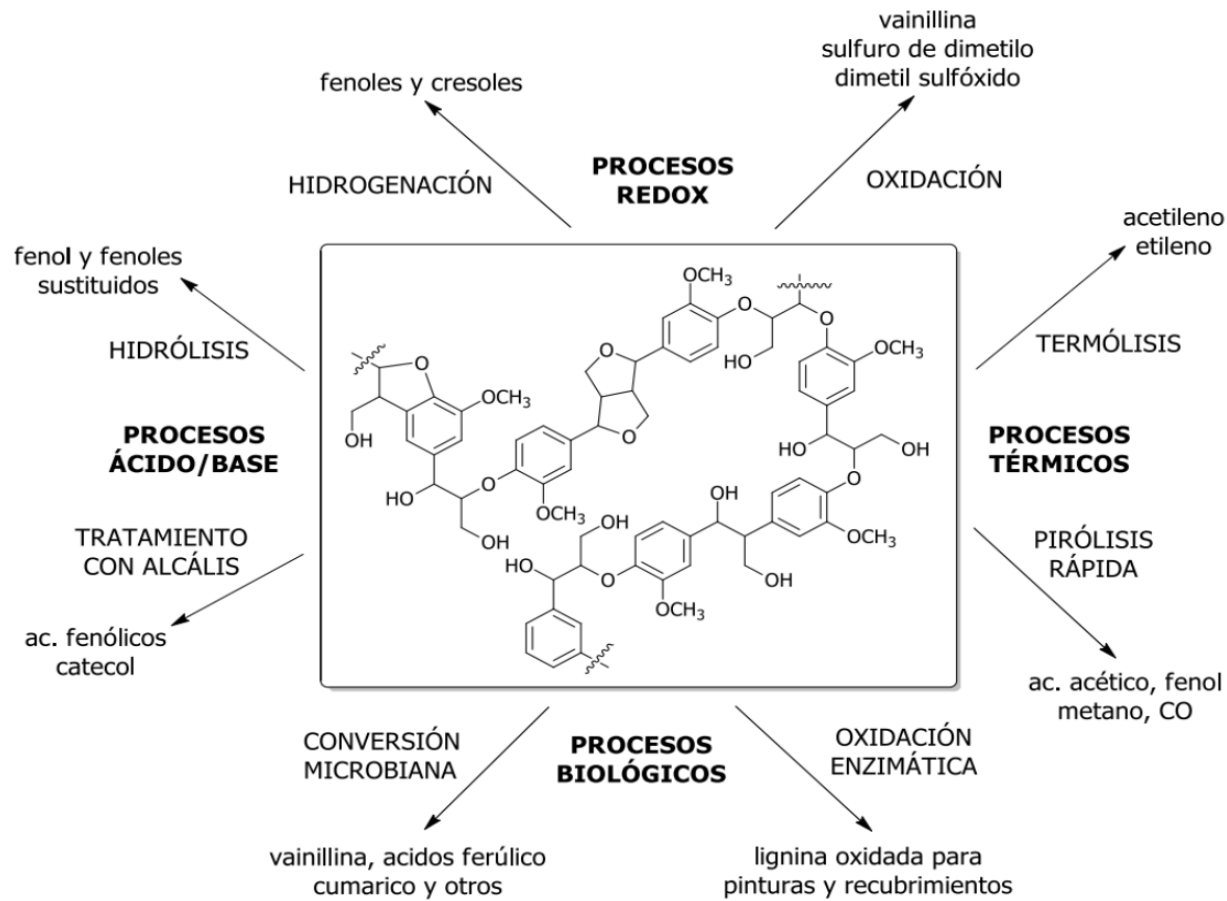 vainillina
sulfuro de dimetilo
dimetil sulfóxido
fenoles y cresoles
PROCESOS
REDOX
HIDROGENACIÓN
OXIDACIÓN
acetileno
etileno
fenol y fenoles
sustituidos
HIDRÓLISIS
TERMÓLISIS
PROCESOS
ÁCIDO/BASE
PROCESOS
TÉRMICOS
TRATAMIENTO
CON ALCÁLIS
PIRÓLISIS
RÁPIDA
ac. fenólicos
catecol
ac. acético, fenol
metano, CO
CONVERSIÓN
MICROBIANA
PROCESOS
BIOLÓGICOS
OXIDACIÓN
ENZIMÁTICA
vainillina, acidos ferúlico
cumarico y otros
lignina oxidada para
pinturas y recubrimientos
OCH3
O
HO
O
OCH3
O
O
OCH3
OH
O
HO
OH
HO
O
OCH3
OH
O
OCH3
OH
OH
HO
O
OCH3
OH